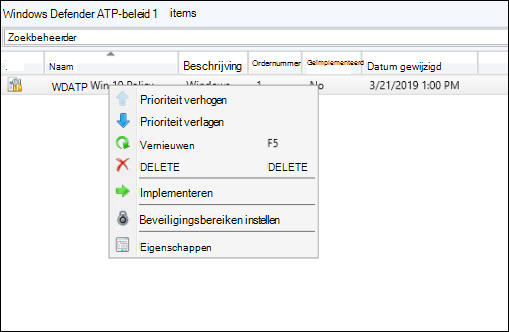 Windows Defender ATP-beleid 1 items
Zoekbeheerder
Naam Beschrijving Ordernummer Geïmplementeerd Datum gewijzigd
WDATP Win 10 Policy Windows 1 No 3/21/2019 1:00 PM
Prioriteit verhogen
Prioriteit verlagen
Vernieuwen F5
DELETE DELETE
Implementeren
Beveiligingsbereiken instellen
Eigenschappen